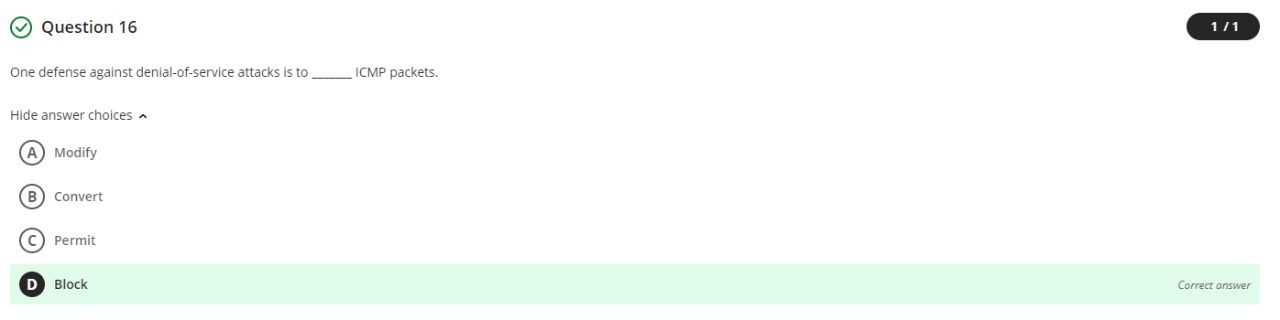 Question 16
1 / 1
One defense against denial-of-service attacks is to _______ ICMP packets.
Hide answer choices
A Modify
B Convert
C Permit
D Block Correct answer